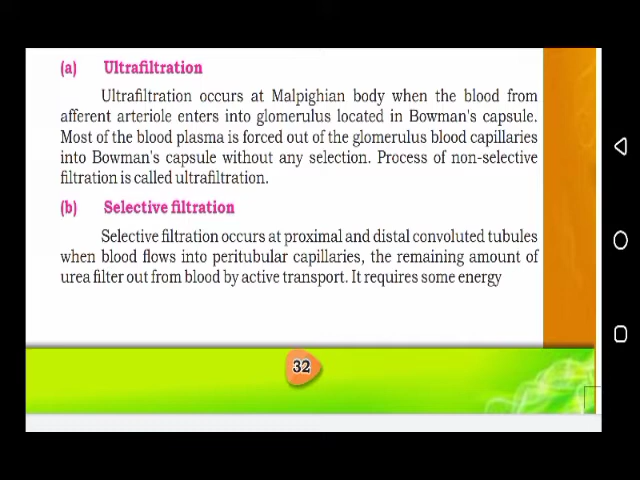 (a) Ultrafiltration
Ultrafiltration occurs at Malpighian body when the blood from
afferent arteriole enters into glomerulus located in Bowman's capsule.
Most of the blood plasma is forced out of the glomerulus blood capillaries
into Bowman's capsule without any selection. Process of non-selective
filtration is called ultrafiltration.
(b) Selective filtration
Selective filtration occurs at proximal and distal convoluted tubules
when blood flows into peritubular capillaries, the remaining amount of
urea filter out from blood by active transport. It requires some energy
32